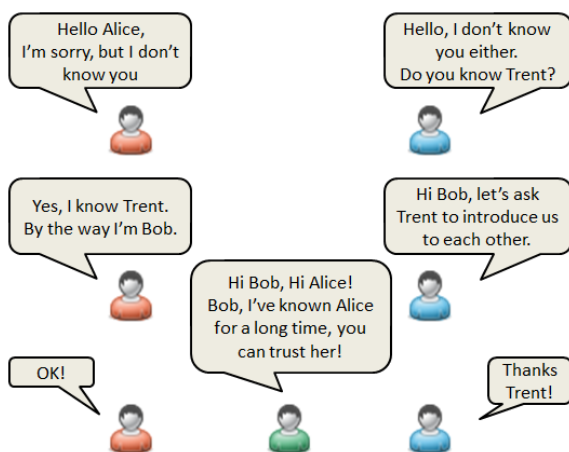 Hello Alice,
I'm sorry, but I don't
know you
Hello, I don't know
you either.
Do you know Trent?
Yes, I know Trent.
By the way I'm Bob.
Hi Bob, let's ask
Trent to introduce us
to each other.
Hi Bob, Hi Alice!
Bob, I've known Alice
for a long time, you
can trust her!
OK!
Thanks
Trent!